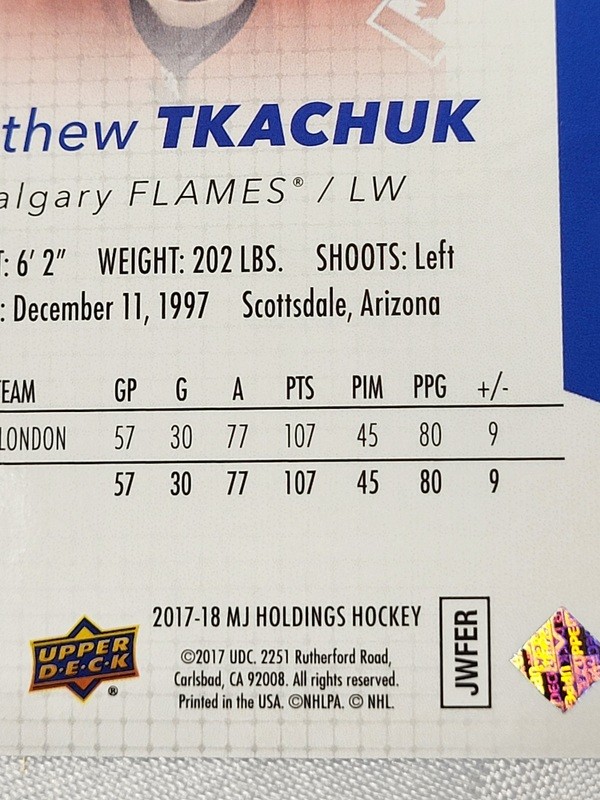 thew TKACHUK
algary FLAMES® / LW
T: 6' 2" WEIGHT: 202 LBS. SHOOTS: Left
: December 11, 1997 Scottsdale, Arizona
TEAM GP G A PTS PIM PPG +/-
LONDON 57 30 77 107 45 80 9
57 30 77 107 45 80 9
2017-18 MJ HOLDINGS HOCKEY
©2017 UDC. 2251 Rutherford Road,
Carlsbad, CA 92008. All rights reserved.
Printed in the USA. ©NHLPA. © NHL.
UPPER
D·E·C·K
®
JWFER